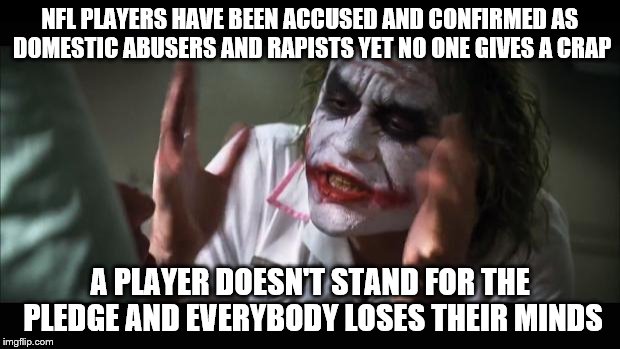 NFL PLAYERS HAVE BEEN ACCUSED AND CONFIRMED AS
DOMESTIC ABUSERS AND RAPISTS YET NO ONE GIVES A CRAP
A PLAYER DOESN'T STAND FOR THE
PLEDGE AND EVERYBODY LOSES THEIR MINDS
imgflip.com